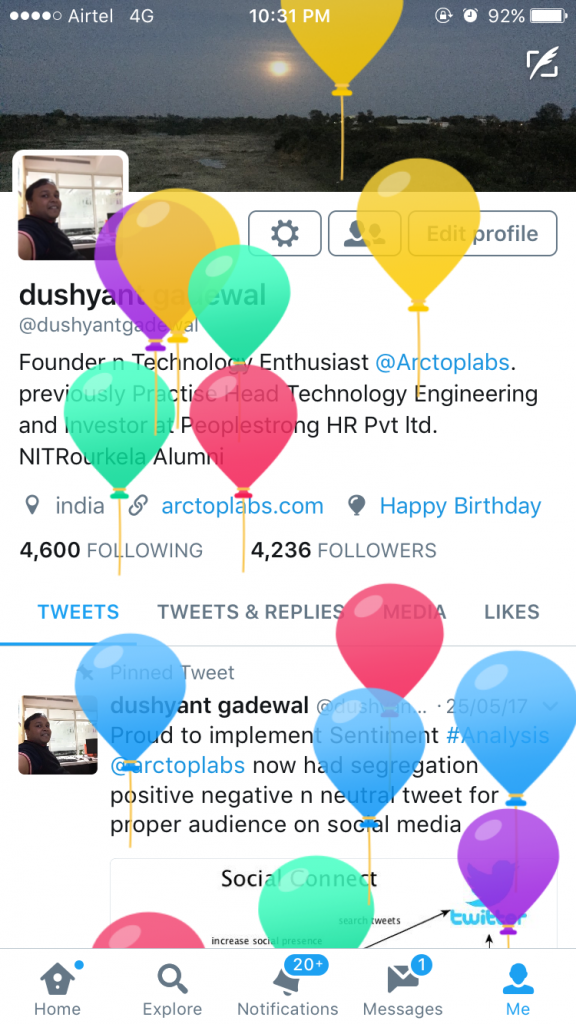 Airtel 4G 10:31 PM 92%
Edit profile
dushyant gadewal
@dushyantgadewal
Founder n Technology Enthusiast @Arctoplabs.
previously Practise Head Technology Engineering
and Investor at Peoplestrong HR Pvt ltd.
NITRourkela Alumni
india arctoplabs.com Happy Birthday
4,600 FOLLOWING 4,236 FOLLOWERS
TWEETS TWEETS & REPLIES MEDIA LIKES
Pinned Tweet
dushyant gadewal @dushyan... · 25/05/17
Proud to implement Sentiment #Analysis
@arctoplabs now had segregation
positive negative n neutral tweet for
proper audience on social media
Social Connect
search tweets
twitter
increase social presence
20+ 1
Home Explore Notifications Messages Me